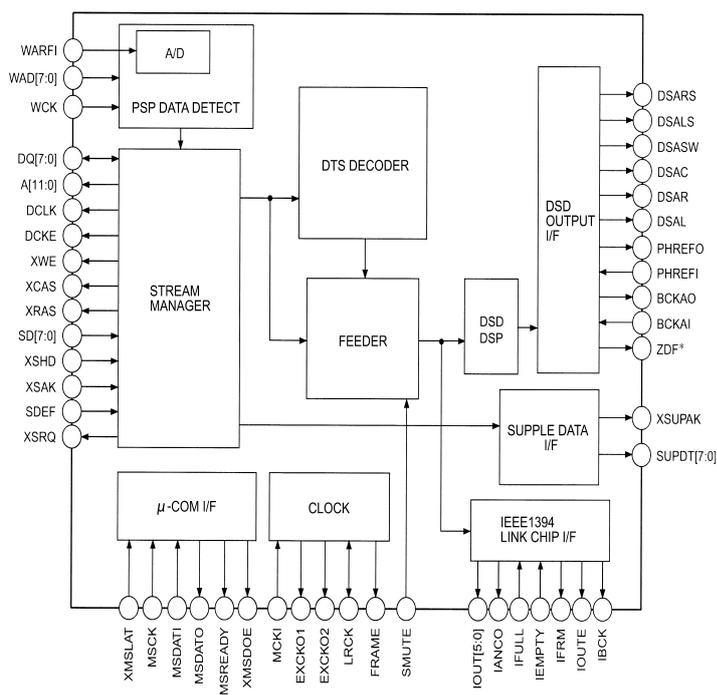 WARFI
WAD[7:0]
WCK
DQ[7:0]
A[11:0]
DCLK
DCKE
XWE
XCAS
XRAS
SD[7:0]
XSHD
XSAK
SDEF
XSRQ
A/D
PSP DATA DETECT
STREAM
MANAGER
DTS DECODER
FEEDER
DSD
DSP
DSD
OUTPUT
I/F
SUPPLE DATA
I/F
µ-COM I/F
CLOCK
IEEE1394
LINK CHIP I/F
DSARS
DSALS
DSASW
DSAC
DSAR
DSAL
PHREFO
PHREFI
BCKAO
BCKAI
ZDF*
XSUPAK
SUPDT[7:0]
XMSLAT
MSCK
MSDATI
MSDATO
MSREADY
XMSDOE
MCKI
EXCKO1
EXCKO2
LRCK
FRAME
SMUTE
IOUT[5:0]
IANCO
IFULL
IEMPTY
IFRM
IOUTE
IBCK